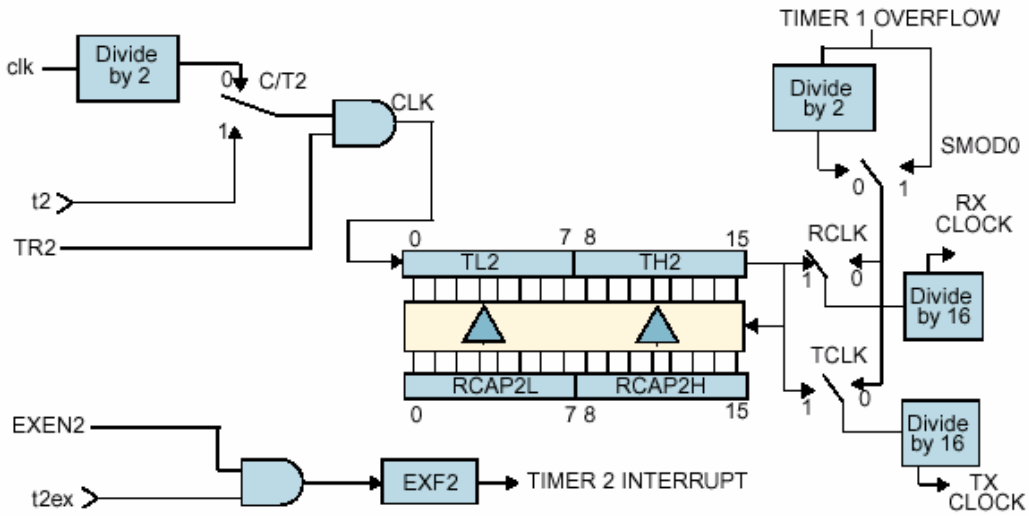 TIMER 1 OVERFLOW
clk
Divide
by 2
0
C/T2
1
CLK
t2
TR2
Divide
by 2
SMOD0
0
1
RX
CLOCK
RCLK
1
0
Divide
by 16
0
7
8
15
TL2
TH2
RCAP2L
RCAP2H
0
7
8
15
TCLK
1
0
Divide
by 16
TX
CLOCK
EXEN2
t2ex
EXF2
TIMER 2 INTERRUPT